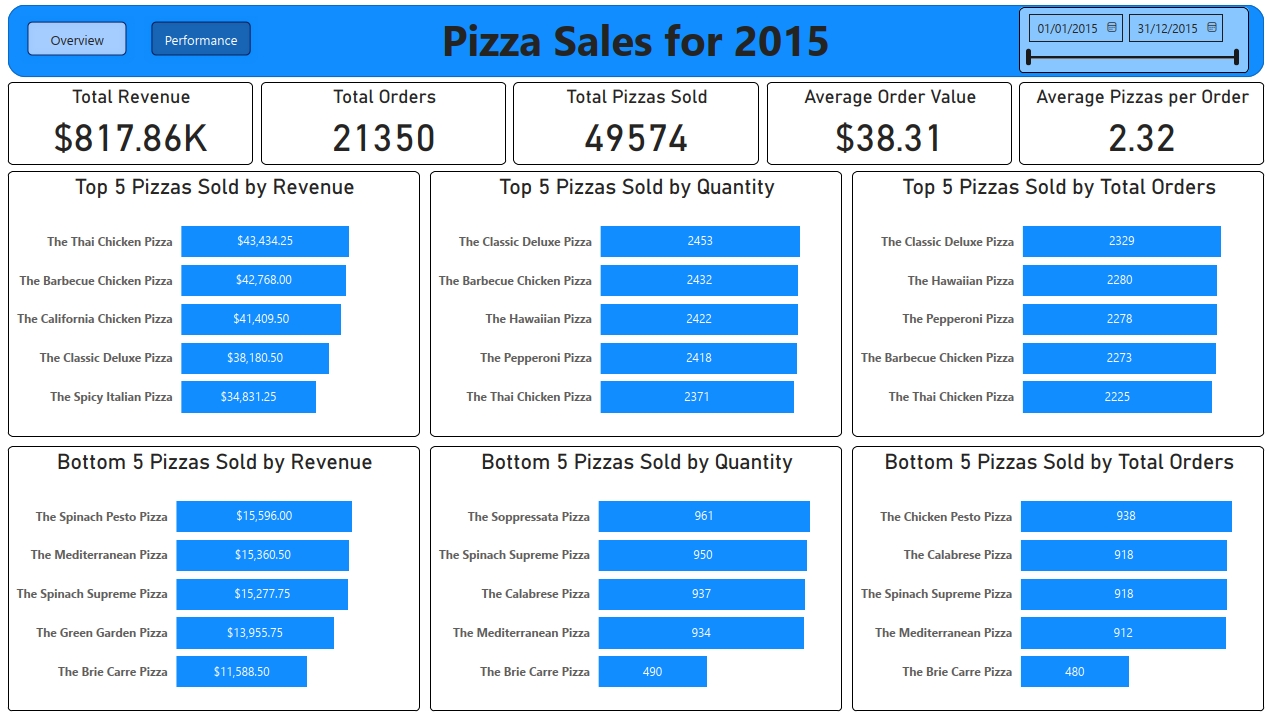 Overview
Performance
Pizza Sales for 2015
01/01/2015
31/12/2015
Total Revenue
$817.86K
Total Orders
21350
Total Pizzas Sold
49574
Average Order Value
$38.31
Average Pizzas per Order
2.32
Top 5 Pizzas Sold by Revenue
The Thai Chicken Pizza $43,434.25
The Barbecue Chicken Pizza $42,768.00
The California Chicken Pizza $41,409.50
The Classic Deluxe Pizza $38,180.50
The Spicy Italian Pizza $34,831.25
Top 5 Pizzas Sold by Quantity
The Classic Deluxe Pizza 2453
The Barbecue Chicken Pizza 2432
The Hawaiian Pizza 2422
The Pepperoni Pizza 2418
The Thai Chicken Pizza 2371
Top 5 Pizzas Sold by Total Orders
The Classic Deluxe Pizza 2329
The Hawaiian Pizza 2280
The Pepperoni Pizza 2278
The Barbecue Chicken Pizza 2273
The Thai Chicken Pizza 2225
Bottom 5 Pizzas Sold by Revenue
The Spinach Pesto Pizza $15,596.00
The Mediterranean Pizza $15,360.50
The Spinach Supreme Pizza $15,277.75
The Green Garden Pizza $13,955.75
The Brie Carre Pizza $11,588.50
Bottom 5 Pizzas Sold by Quantity
The Soppressata Pizza 961
The Spinach Supreme Pizza 950
The Calabrese Pizza 937
The Mediterranean Pizza 934
The Brie Carre Pizza 490
Bottom 5 Pizzas Sold by Total Orders
The Chicken Pesto Pizza 938
The Calabrese Pizza 918
The Spinach Supreme Pizza 918
The Mediterranean Pizza 912
The Brie Carre Pizza 480